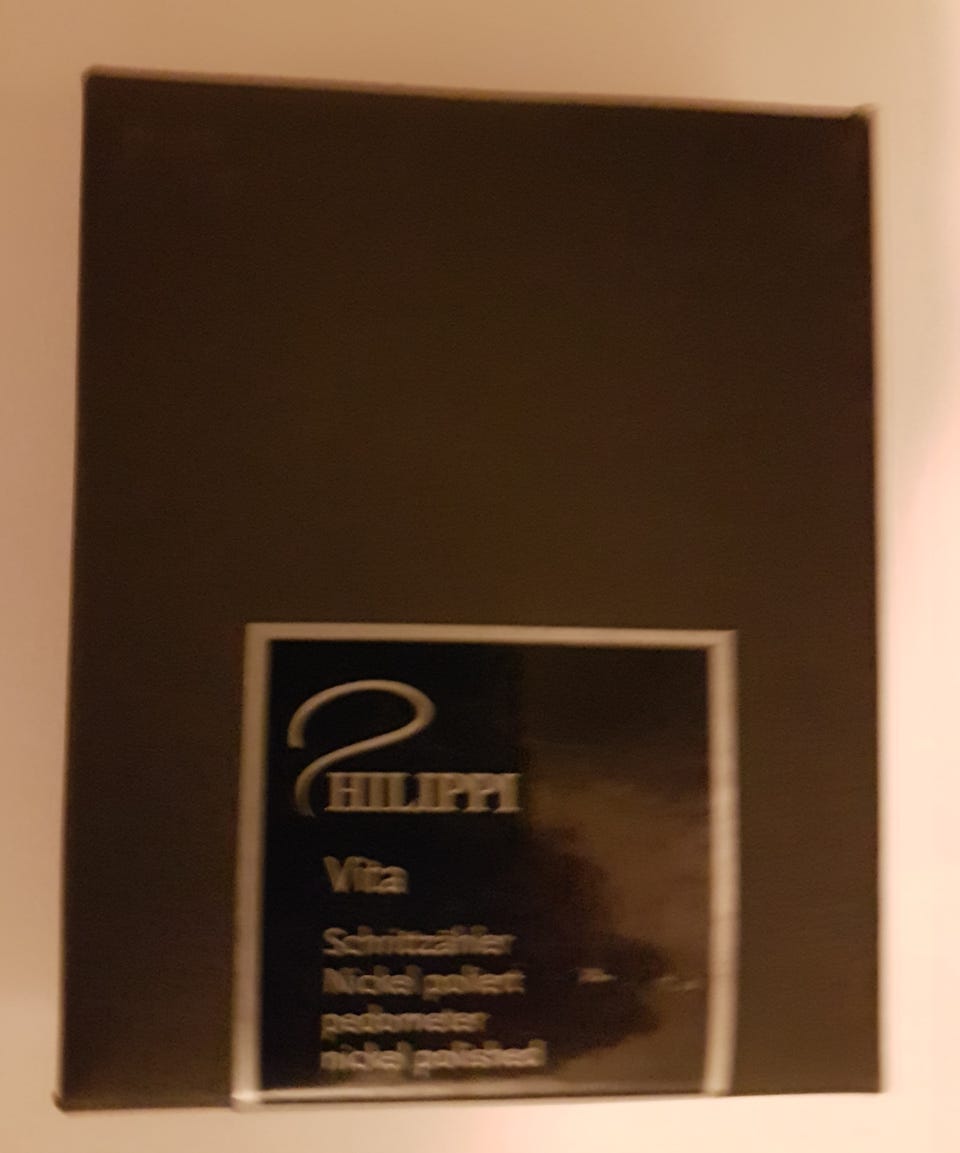 PHILIPPI
Vita
Schrittzähler
Nickel poliert
pedometer
nickel polished